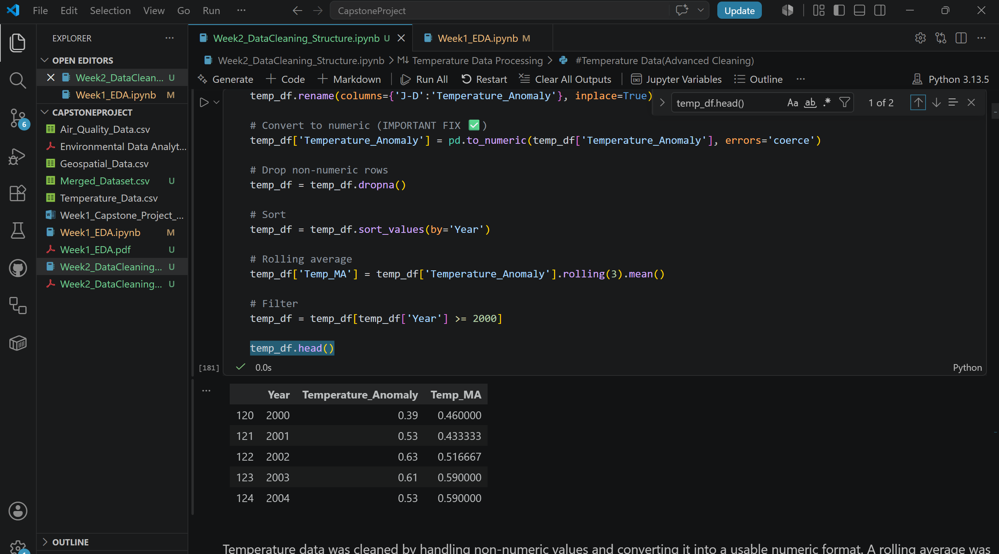 File Edit Selection View Go Run ··· CapstoneProject Update
EXPLORER ···
OPEN EDITORS
Week2_DataClean... U
Week1_EDA.ipynb M
CAPSTONEPROJECT
Air_Quality_Data.csv
Environmental Data Analyt...
Geospatial_Data.csv
Merged_Dataset.csv U
Temperature_Data.csv
Week1_Capstone_Project_...
Week1_EDA.ipynb M
Week1_EDA.pdf U
Week2_DataCleaning... U
Week2_DataCleaning... U
OUTLINE
6
1
Week2_DataCleaning_Structure.ipynb U Week1_EDA.ipynb M
Week2_DataCleaning_Structure.ipynb > M↓ Temperature Data Processing > #Temperature Data(Advanced Cleaning)
Generate + Code + Markdown | Run All Restart Clear All Outputs | Jupyter Variables Outline ··· Python 3.13.5
temp_df.head() Aa ab .* 1 of 2
temp_df.rename(columns={'J-D':'Temperature_Anomaly'}, inplace=True)
# Convert to numeric (IMPORTANT FIX ✅)
temp_df['Temperature_Anomaly'] = pd.to_numeric(temp_df['Temperature_Anomaly'], errors='coerce')
# Drop non-numeric rows
temp_df = temp_df.dropna()
# Sort
temp_df = temp_df.sort_values(by='Year')
# Rolling average
temp_df['Temp_MA'] = temp_df['Temperature_Anomaly'].rolling(3).mean()
# Filter
temp_df = temp_df[temp_df['Year'] >= 2000]
temp_df.head()
[181] 0.0s Python
Year Temperature_Anomaly Temp_MA
120 2000 0.39 0.460000
121 2001 0.53 0.433333
122 2002 0.63 0.516667
123 2003 0.61 0.590000
124 2004 0.53 0.590000
Temperature data was cleaned by handling non-numeric values and converting it into a usable numeric format. A rolling average was